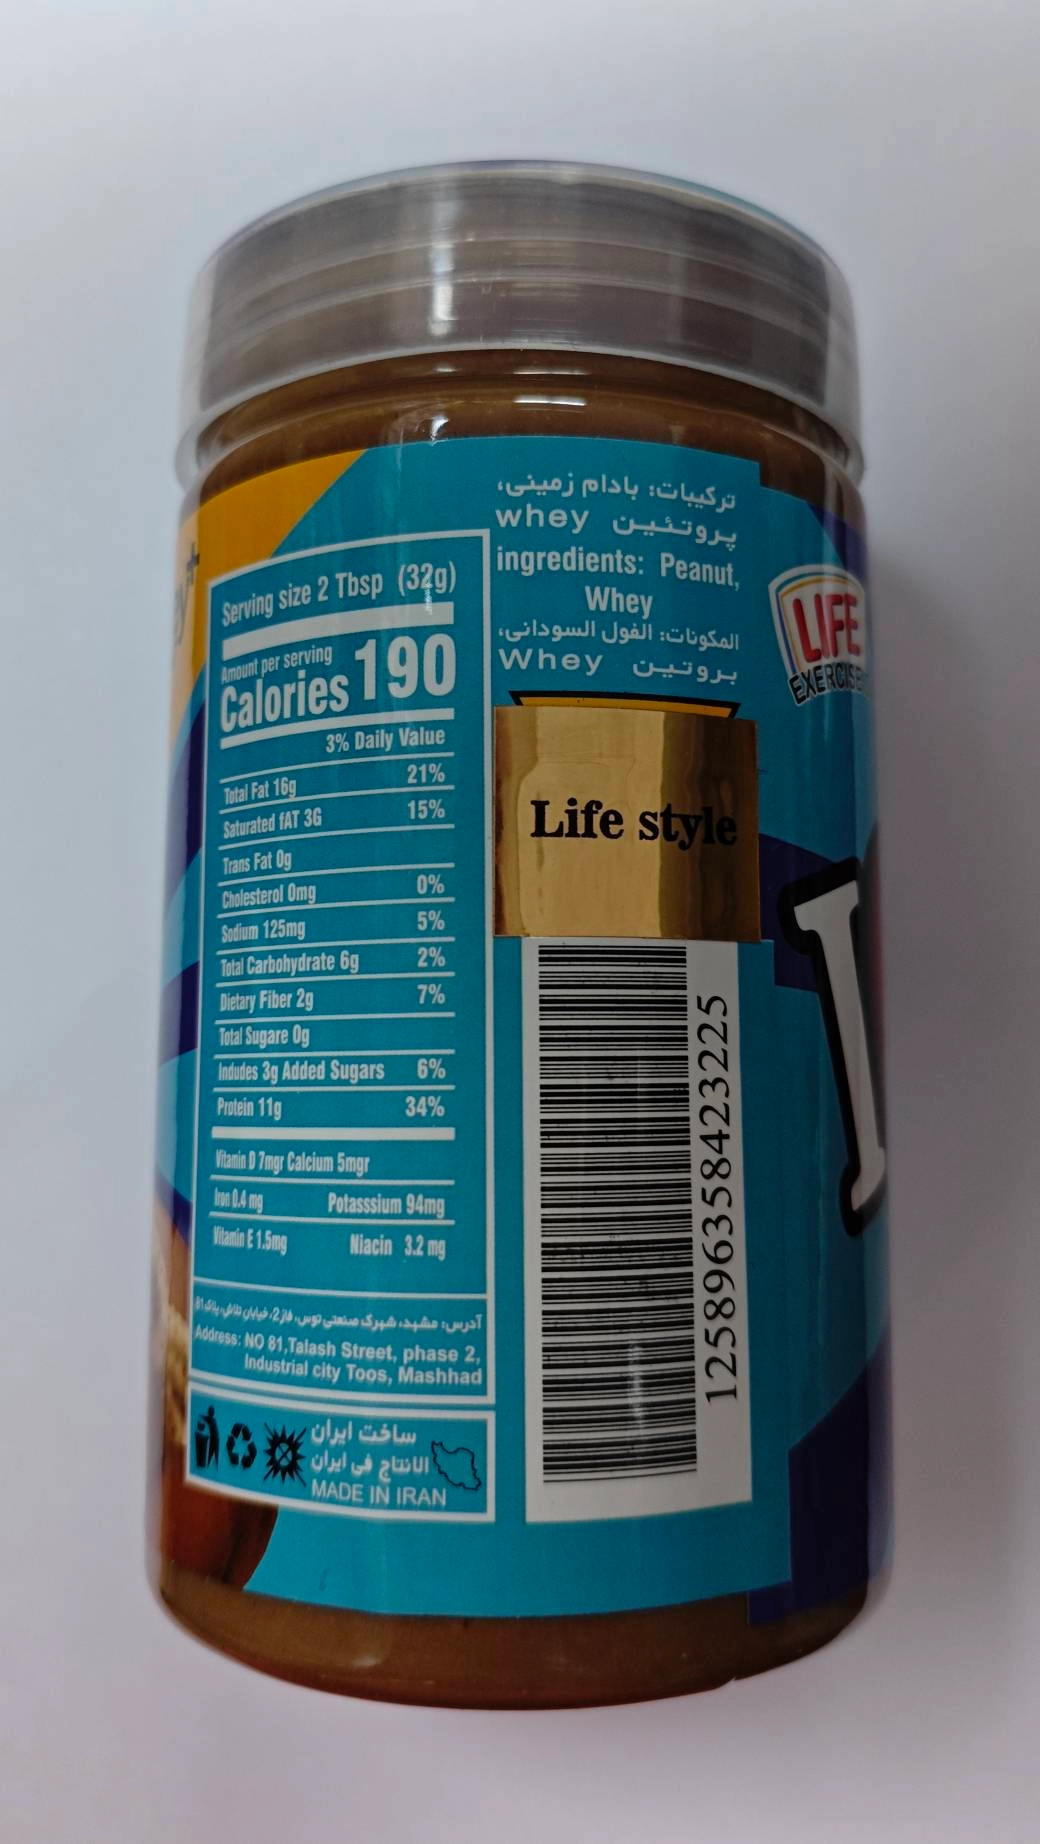 Serving size 2 Tbsp (32g)
Amount per serving
Calories 190
3% Daily Value
Total Fat 16g 21%
Saturated fAT 3G 15%
Trans Fat 0g
Cholesterol 0mg 0%
Sodium 125mg 5%
Total Carbohydrate 6g 2%
Dietary Fiber 2g 7%
Total Sugare 0g
Indudes 3g Added Sugars 6%
Protein 11g 34%
Vitamin D 7mgr Calcium 5mgr
Iron 0.4 mg Potasssium 94mg
Vitamin E 1.5mg Niacin 3.2 mg
آدرس: مشهد، شهرک صنعتی توس، فاز2، خیابان تلاش، پلاک 81
Address: NO 81,Talash Street, phase 2,
Industrial city Toos, Mashhad
ساخت ایران
الانتاج فی ایران
MADE IN IRAN
ترکیبات: بادام زمینی،
پروتئین whey
ingredients: Peanut,
Whey
المکونات: الفول السودانی،
بروتین Whey
Life style
125896358423225
LIFE
EXERCISE